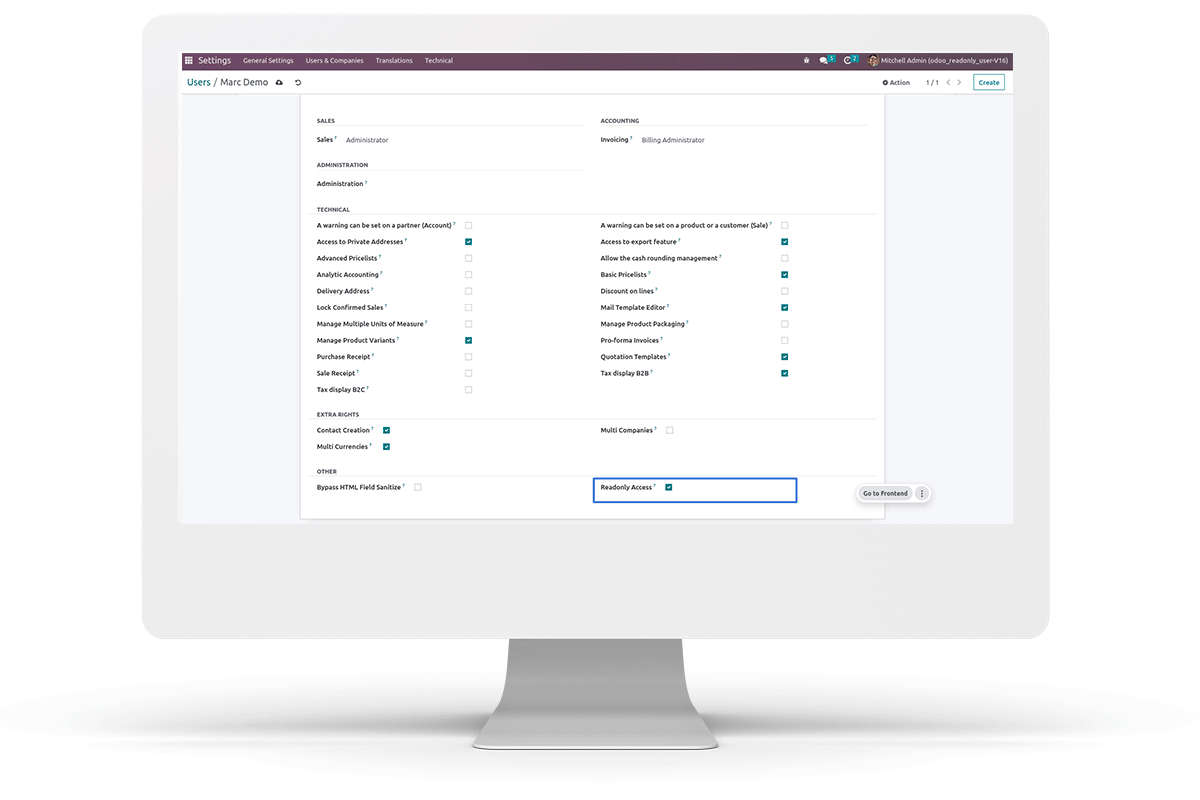 Settings General Settings Users & Companies Translations Technical 5 2 Mitchell Admin (odoo_readonly_user-V16)
Users / Marc Demo Action 1 / 1 Create
SALES ACCOUNTING
Sales ? Administrator Invoicing ? Billing Administrator
ADMINISTRATION
Administration ?
TECHNICAL
A warning can be set on a partner (Account) ? A warning can be set on a product or a customer (Sale) ?
Access to Private Addresses ? Access to export feature ?
Advanced Pricelists ? Allow the cash rounding management ?
Analytic Accounting ? Basic Pricelists ?
Delivery Address ? Discount on lines ?
Lock Confirmed Sales ? Mail Template Editor ?
Manage Multiple Units of Measure ? Manage Product Packaging ?
Manage Product Variants ? Pro-forma Invoices ?
Purchase Receipt ? Quotation Templates ?
Sale Receipt ? Tax display B2B ?
Tax display B2C ?
EXTRA RIGHTS
Contact Creation ? Multi Companies ?
Multi Currencies ?
OTHER
Bypass HTML Field Sanitize ? Readonly Access ? Go to Frontend